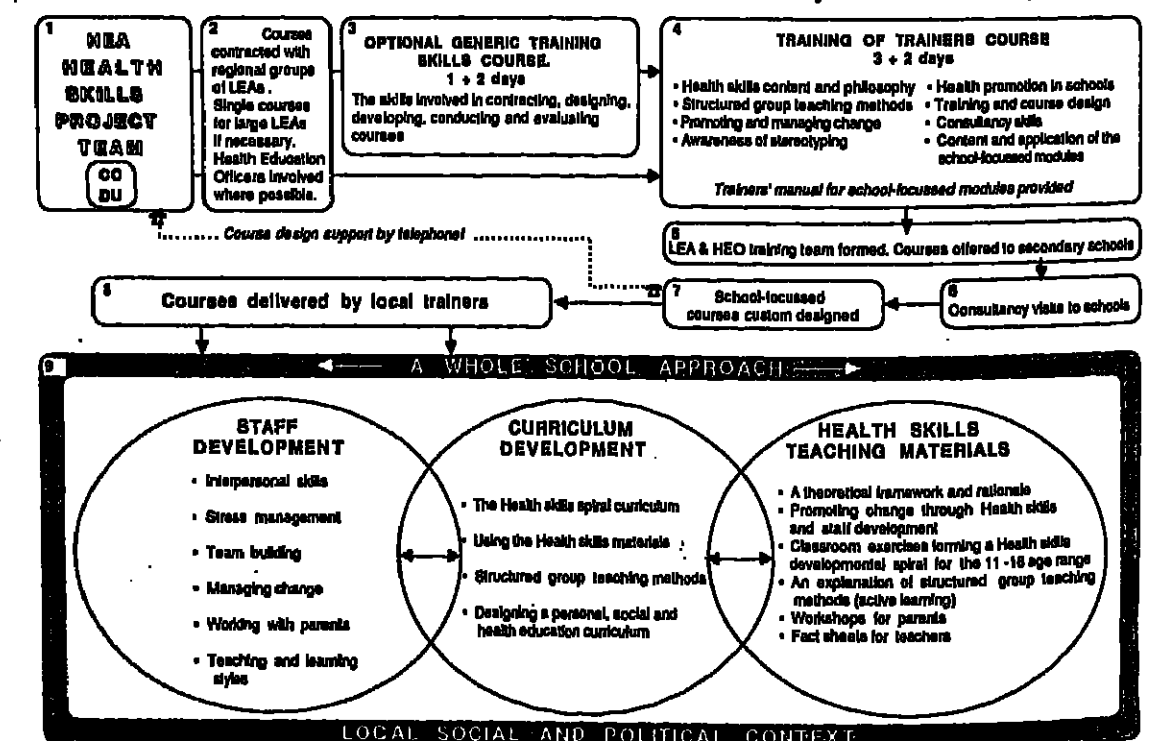 1
HEA
HEALTH
SKILLS
PROJECT
TEAM
CO
DU
2
Courses
contracted with
regional groups
of LEAs.
Single courses
for large LEAs
if necessary.
Health Education
Officers involved
where possible.
3
OPTIONAL GENERIC TRAINING
SKILLS COURSE.
1 + 2 days
The skills involved in contracting, designing,
developing, conducting and evaluating
courses
4
TRAINING OF TRAINERS COURSE
3 + 2 days
• Health skills content and philosophy
• Structured group teaching methods
• Promoting and managing change
• Awareness of stereotyping
• Health promotion in schools
• Training and course design
• Consultancy skills
• Content and application of the
school-focussed modules
Trainers' manual for school-focussed modules provided
LEA & HEO training team formed. Courses offered to secondary schools
Consultancy visits to schools
7
School-focussed
courses custom designed
Course design support by telephone!
Courses delivered by local trainers
9
A WHOLE SCHOOL APPROACH
STAFF
DEVELOPMENT
• Interpersonal skills
• Stress management
• Team building
• Managing change
• Working with parents
• Teaching and learning
styles
CURRICULUM
DEVELOPMENT
• The Health skills spiral curriculum
• Using the Health skills materials
• Structured group teaching methods
• Designing a personal, social and
health education curriculum
HEALTH SKILLS
TEACHING MATERIALS
• A theoretical framework and rationale
• Promoting change through Health skills
and staff development
• Classroom exercises forming a Health skills
developmental spiral for the 11-18 age range
• An explanation of structured group teaching
methods (active learning)
• Workshops for parents
• Fact sheets for teachers
LOCAL SOCIAL AND POLITICAL CONTEXT